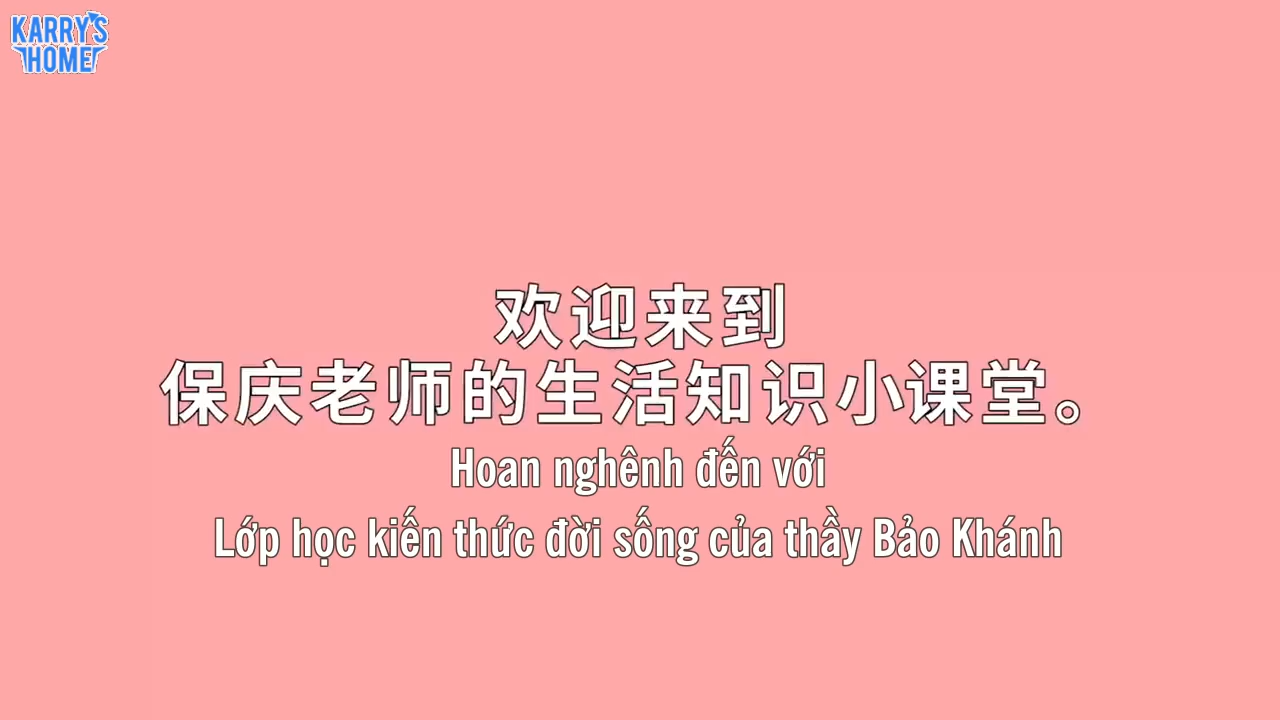 KARRY'S
HOME
欢迎来到
保庆老师的生活知识小课堂。
Hoan nghênh đến với
Lớp học kiến thức đời sống của thầy Bảo Khánh